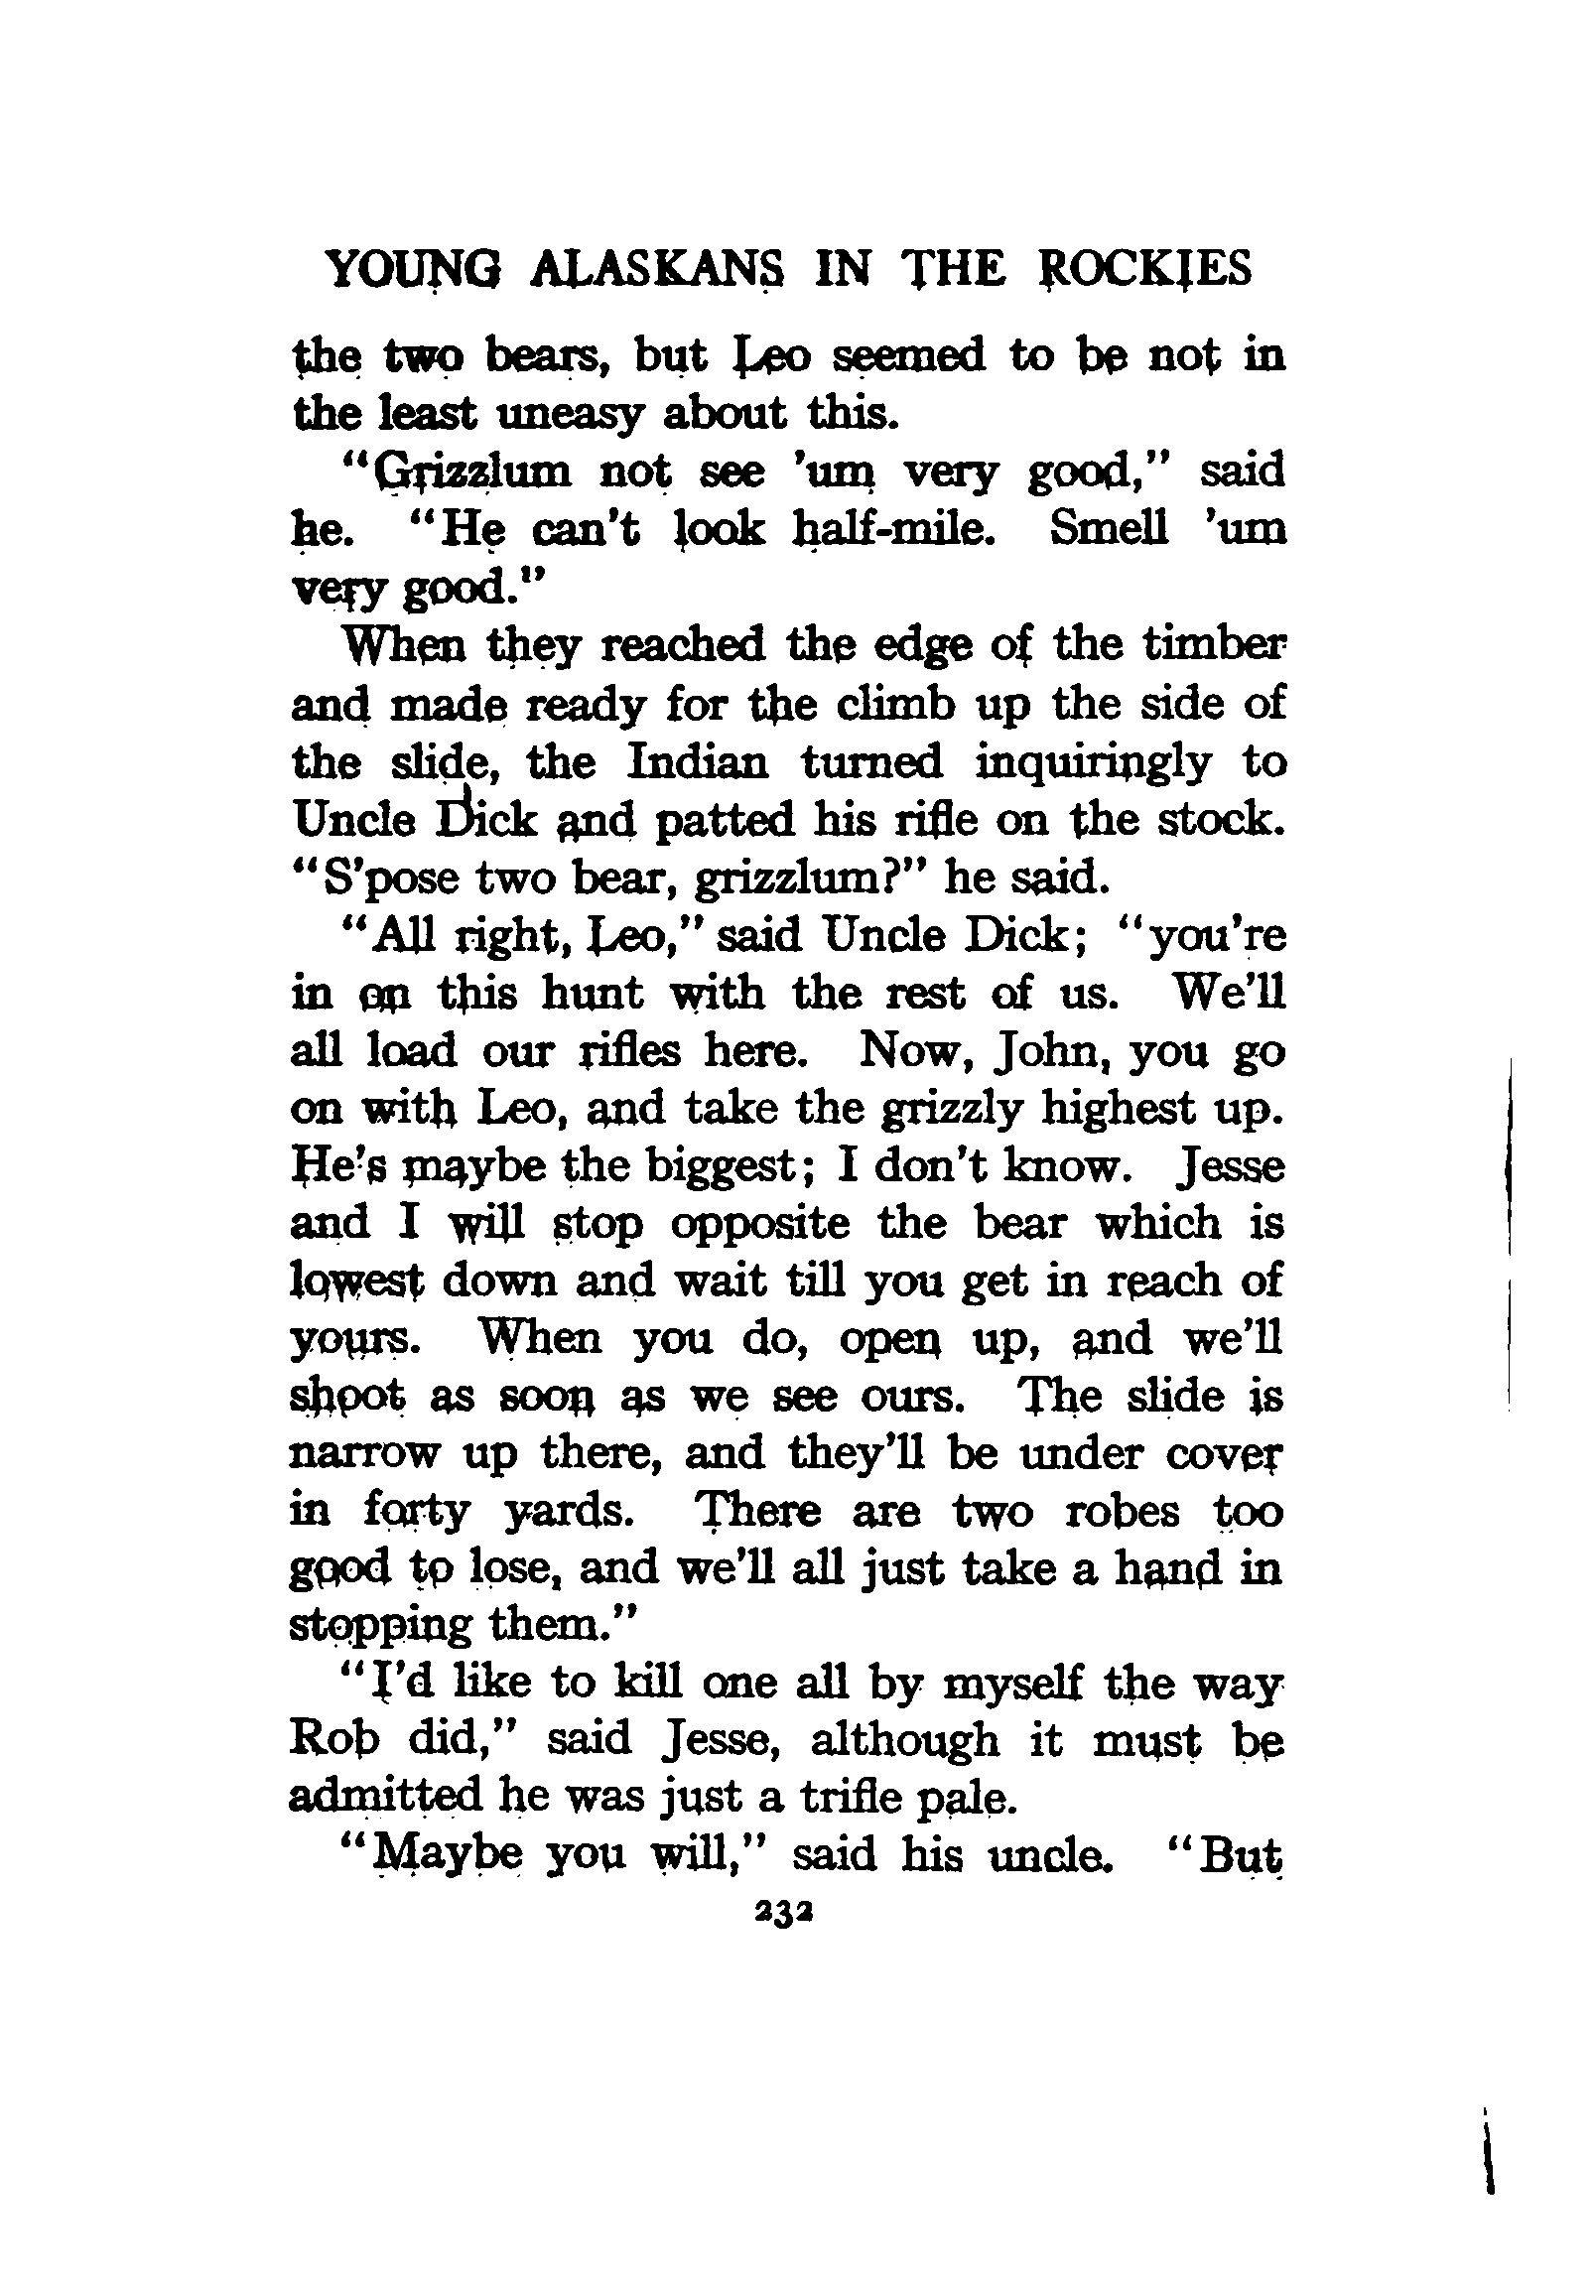 YOUNG ALASKANS IN THE ROCKIES
the two bears, but Leo seemed to be not in
the least uneasy about this.
"Grizzlum not see 'um very good," said
he. "He can't look half-mile. Smell 'um
very good."
When they reached the edge of the timber
and made ready for the climb up the side of
the slide, the Indian turned inquiringly to
Uncle Dick and patted his rifle on the stock.
"S'pose two bear, grizzlum?" he said.
"All right, Leo," said Uncle Dick; "you're
in on this hunt with the rest of us. We'll
all load our rifles here. Now, John, you go
on with Leo, and take the grizzly highest up.
He's maybe the biggest; I don't know. Jesse
and I will stop opposite the bear which is
lowest down and wait till you get in reach of
yours. When you do, open up, and we'll
shoot as soon as we see ours. The slide is
narrow up there, and they'll be under cover
in forty yards. There are two robes too
good to lose, and we'll all just take a hand in
stopping them."
"I'd like to kill one all by myself the way
Rob did," said Jesse, although it must be
admitted he was just a trifle pale.
"Maybe you will," said his uncle. "But
232